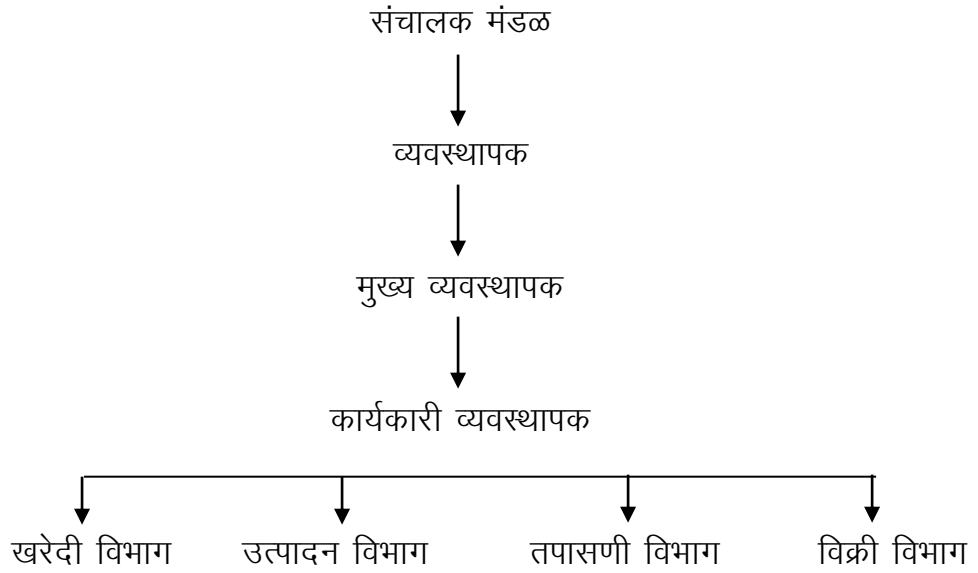 संचालक मंडळ
व्यवस्थापक
मुख्य व्यवस्थापक
कार्यकारी व्यवस्थापक
खरेदी विभाग उत्पादन विभाग तपासणी विभाग विक्री विभाग